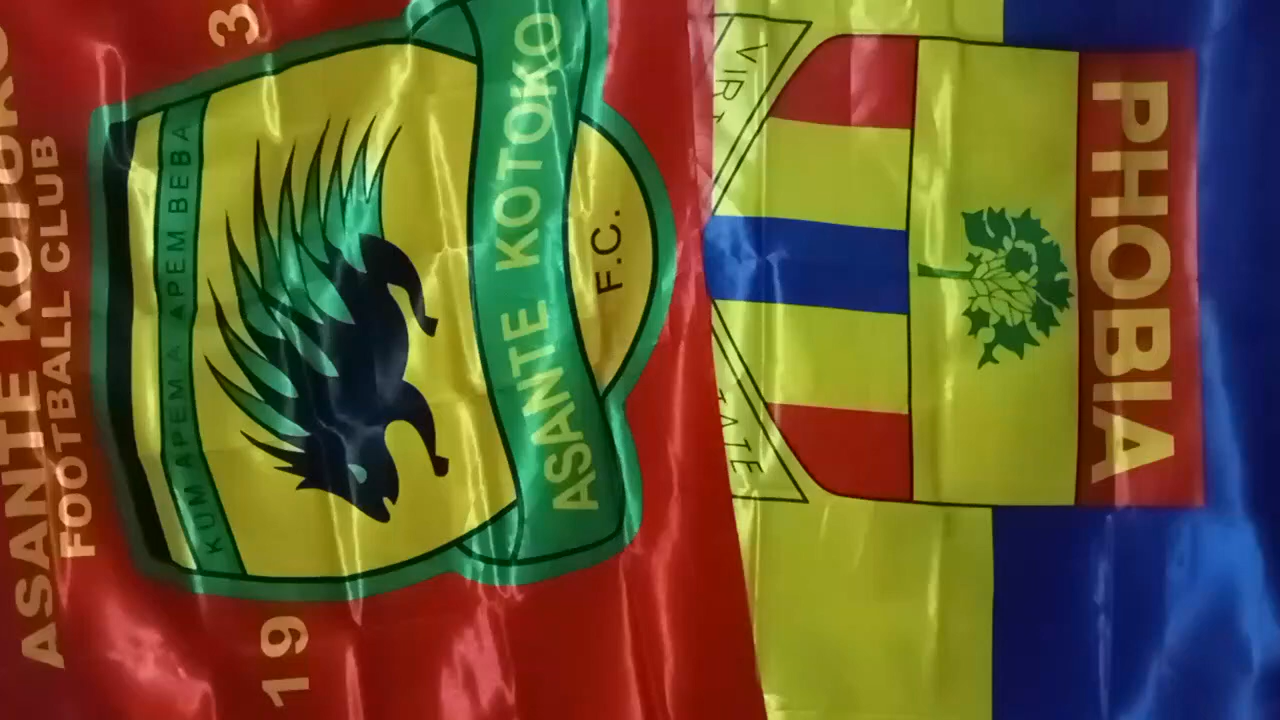 ASANTE KOTOKO
FOOTBALL CLUB
19 3
KUM APEM A APEM BEBA
ASANTE KOTOKO
F.C.
PHOBIA